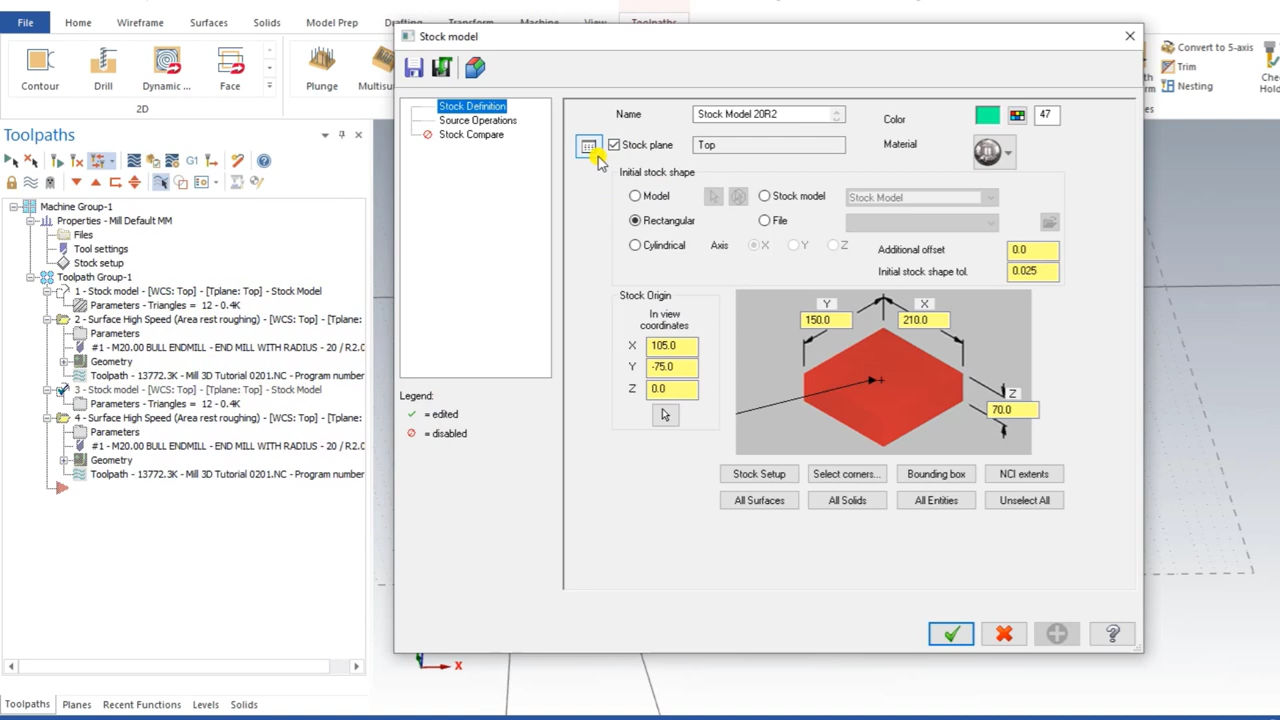 File Home Wireframe Surfaces Solids Model Prep Drafting Transform Machine View Toolpaths
Stock model
Contour Drill Dynamic ... Face Plunge
2D
Convert to 5-axis
Trim
Nesting
Toolpaths
G1
Machine Group-1
Properties - Mill Default MM
Files
Tool settings
Stock setup
Toolpath Group-1
1 - Stock model - [WCS: Top] - [Tplane: Top] - Stock Model
Parameters - Triangles = 12 - 0.4K
2 - Surface High Speed (Area rest roughing) - [WCS: Top] - [Tplane:
Parameters
#1 - M20.00 BULL ENDMILL - END MILL WITH RADIUS - 20 / R2.0
Geometry
Toolpath - 13772.3K - Mill 3D Tutorial 0201.NC - Program number
3 - Stock model - [WCS: Top] - [Tplane: Top] - Stock Model
Parameters - Triangles = 12 - 0.4K
4 - Surface High Speed (Area rest roughing) - [WCS: Top] - [Tplane:
Parameters
#1 - M20.00 BULL ENDMILL - END MILL WITH RADIUS - 20 / R2.0
Geometry
Toolpath - 13772.3K - Mill 3D Tutorial 0201.NC - Program number
Toolpaths Planes Recent Functions Levels Solids
Stock Definition
Source Operations
Stock Compare
Legend:
= edited
= disabled
Name Stock Model 20R2 Color 47
Stock plane Top Material
Initial stock shape
Model Stock model Stock Model
Rectangular File
Cylindrical Axis X Y Z Additional offset 0.0
Initial stock shape tol. 0.025
Stock Origin
In view
coordinates
X 105.0
Y -75.0
Z 0.0
Y X
150.0 210.0
Z
70.0
Stock Setup Select corners... Bounding box NCI extents
All Surfaces All Solids All Entities Unselect All
X